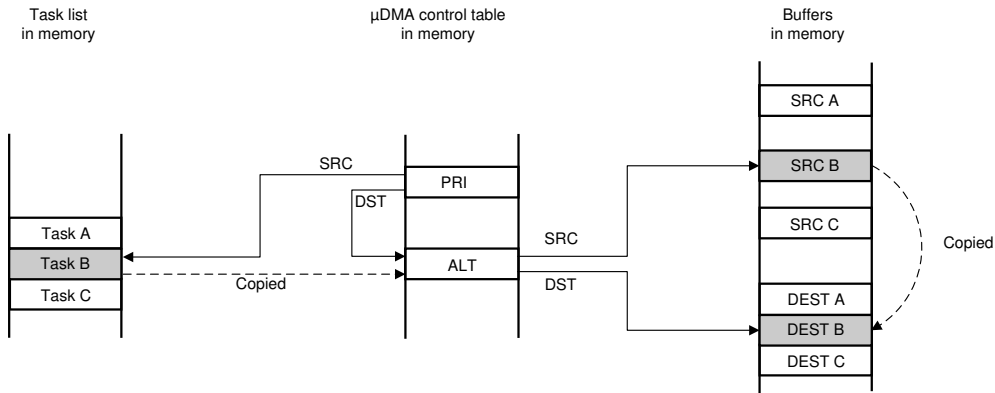 Task list
in memory
µDMA control table
in memory
Buffers
in memory
SRC A
SRC
PRI
SRC B
DST
Task A
SRC C
SRC
Copied
Task B
ALT
Copied
DST
Task C
DEST A
DEST B
DEST C